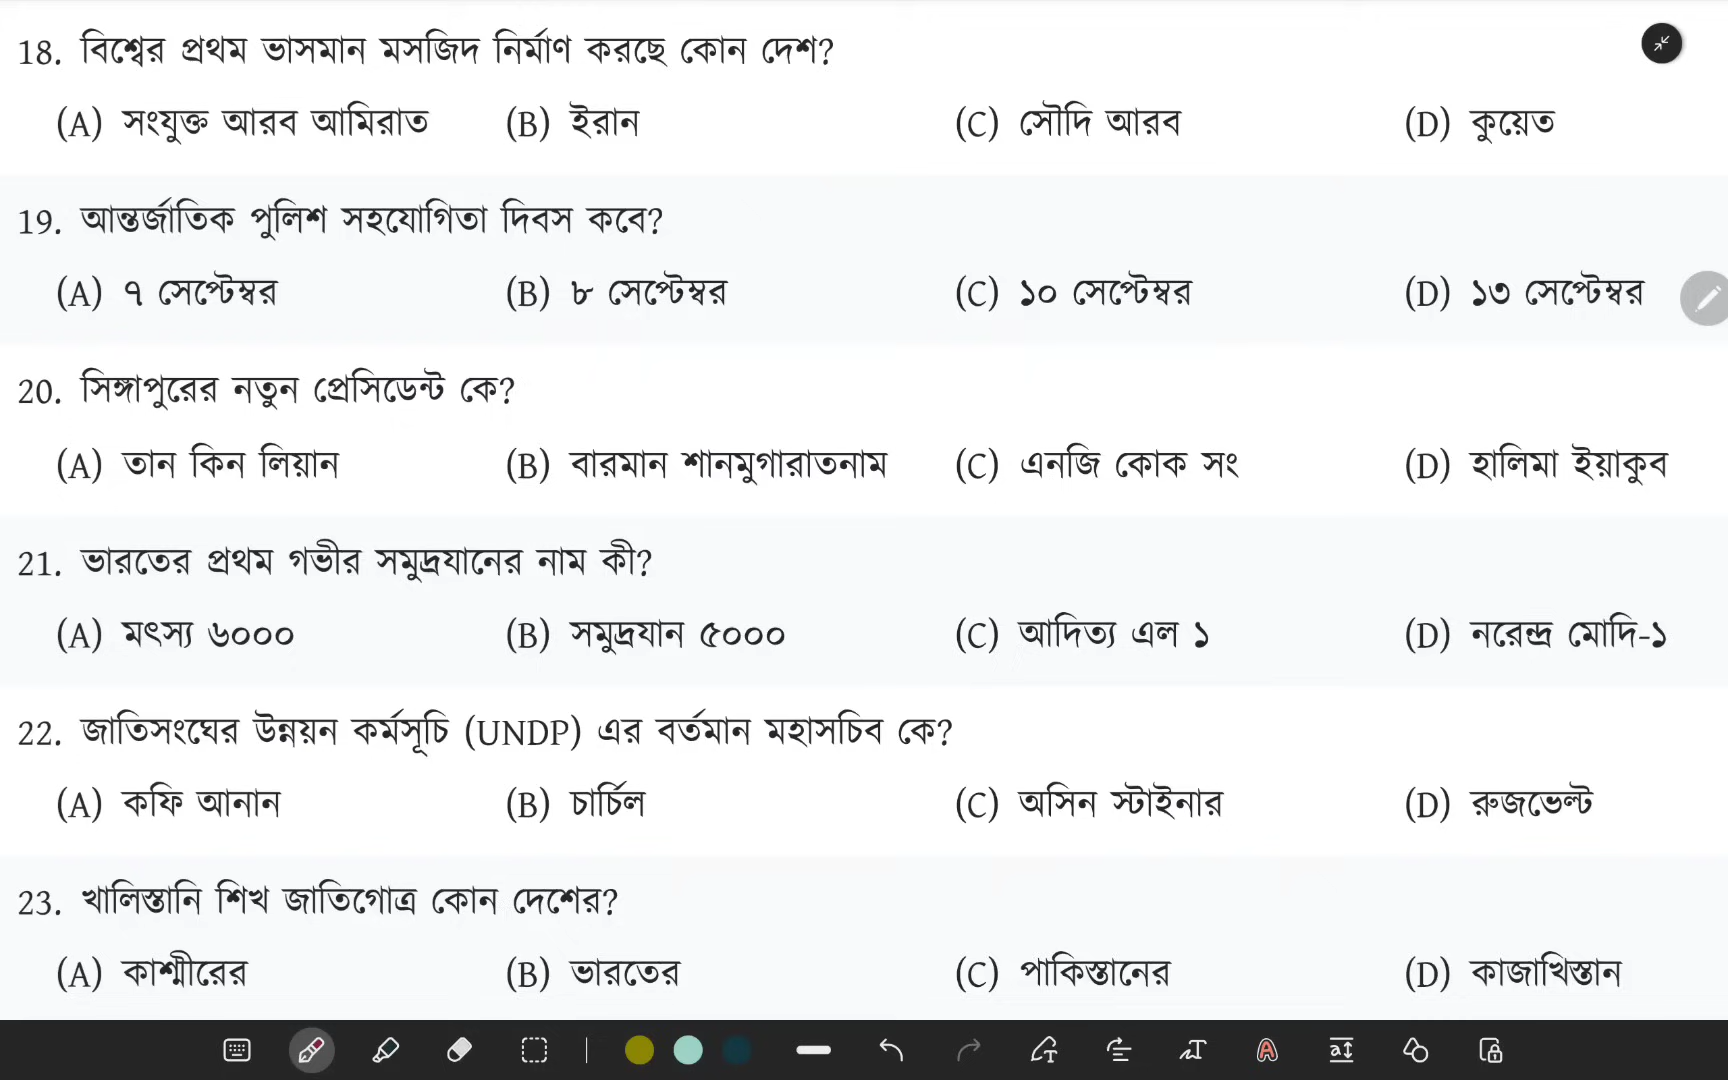 18. বিশ্বের প্রথম ভাসমান মসজিদ নির্মাণ করছে কোন দেশ?
(A) সংযুক্ত আরব আমিরাত (B) ইরান (C) সৌদি আরব (D) কুয়েত
19. আন্তর্জাতিক পুলিশ সহযোগিতা দিবস কবে?
(A) ৭ সেপ্টেম্বর (B) ৮ সেপ্টেম্বর (C) ১০ সেপ্টেম্বর (D) ১৩ সেপ্টেম্বর
20. সিঙ্গাপুরের নতুন প্রেসিডেন্ট কে?
(A) তান কিন লিয়ান (B) বারমান শানমুগারাতনাম (C) এনজি কোক সং (D) হালিমা ইয়াকুব
21. ভারতের প্রথম গভীর সমুদ্রযানের নাম কী?
(A) মৎস্য ৬০০০ (B) সমুদ্রযান ৫০০০ (C) আদিত্য এল ১ (D) নরেন্দ্র মোদি-১
22. জাতিসংঘের উন্নয়ন কর্মসূচি (UNDP) এর বর্তমান মহাসচিব কে?
(A) কফি আনান (B) চার্চিল (C) অসিন স্টাইনার (D) রুজভেল্ট
23. খালিস্তানি শিখ জাতিগোত্র কোন দেশের?
(A) কাশ্মীরের (B) ভারতের (C) পাকিস্তানের (D) কাজাখিস্তান